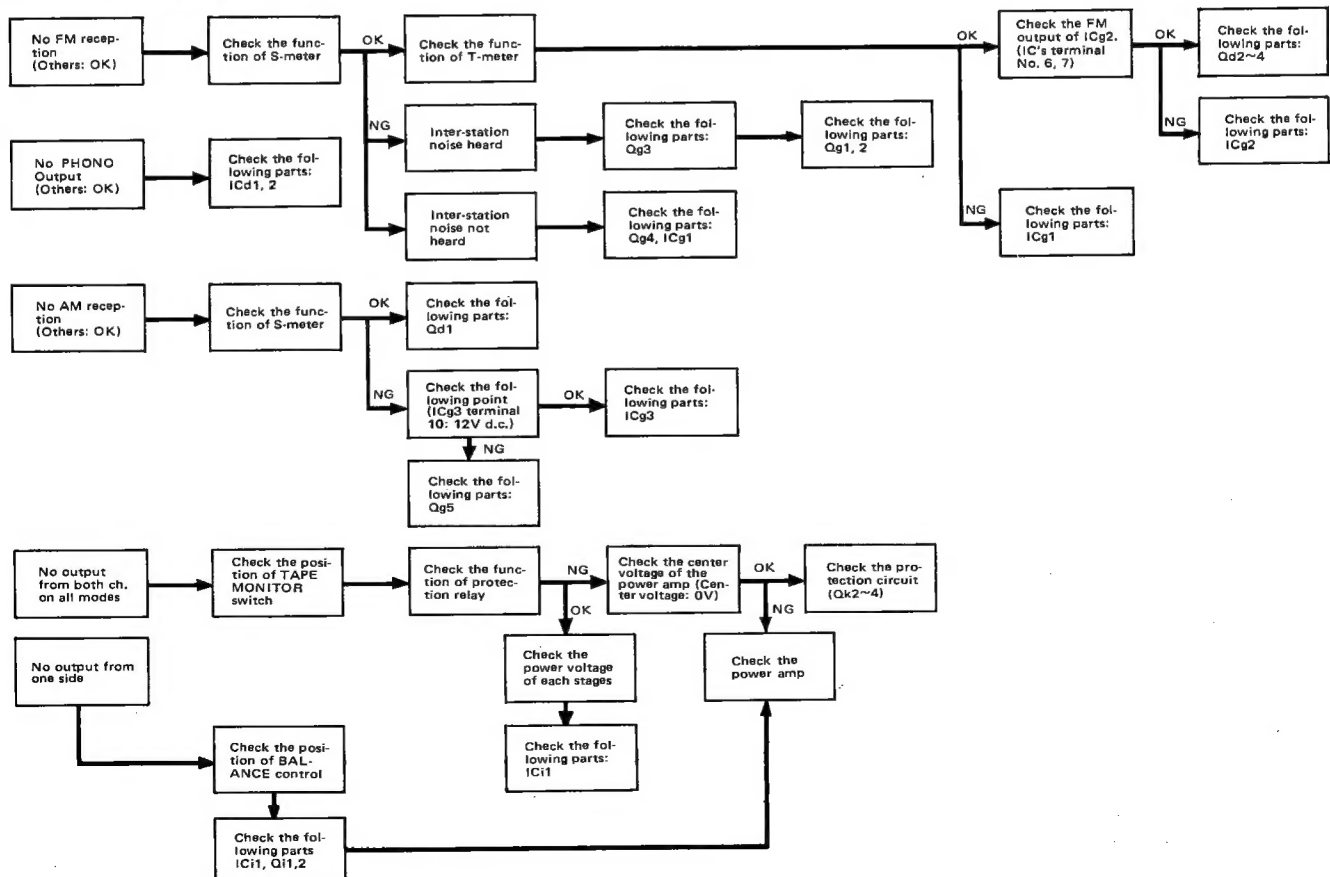 No FM recep-
tion
(Others: OK)
Check the func-
tion of S-meter
OK
Check the func-
tion of T-meter
OK
Check the FM
output of ICg2.
(IC's terminal
No. 6, 7)
OK
Check the fol-
lowing parts:
Qd2~4
NG
Check the fol-
lowing parts:
ICg2
NG
Inter-station
noise heard
Check the fol-
lowing parts:
Qg3
Check the fol-
lowing parts:
Qg1, 2
No PHONO
Output
(Others: OK)
Check the fol-
lowing parts:
ICd1, 2
Inter-station
noise not
heard
Check the fol-
lowing parts:
Qg4, ICg1
NG
Check the fol-
lowing parts:
ICg1
No AM recep-
tion
(Others: OK)
Check the func-
tion of S-meter
OK
Check the fol-
lowing parts:
Qd1
NG
Check the fol-
lowing point
(ICg3 terminal
10: 12V d.c.)
OK
Check the fol-
lowing parts:
ICg3
NG
Check the fol-
lowing parts:
Qg5
No output
from both ch.
on all modes
Check the posi-
tion of TAPE
MONITOR
switch
Check the
function
of protec-
tion relay
NG
Check the center
voltage of the
power amp (Cen-
ter voltage: 0V)
OK
Check the pro-
tection circuit
(Qk2~4)
OK
NG
Check the
power voltage
of each stages
Check the
power amp
No output from
one side
Check the fol-
lowing parts:
ICi1
Check the posi-
tion of BAL-
ANCE control
Check the fol-
lowing parts
ICi1, Qi1,2